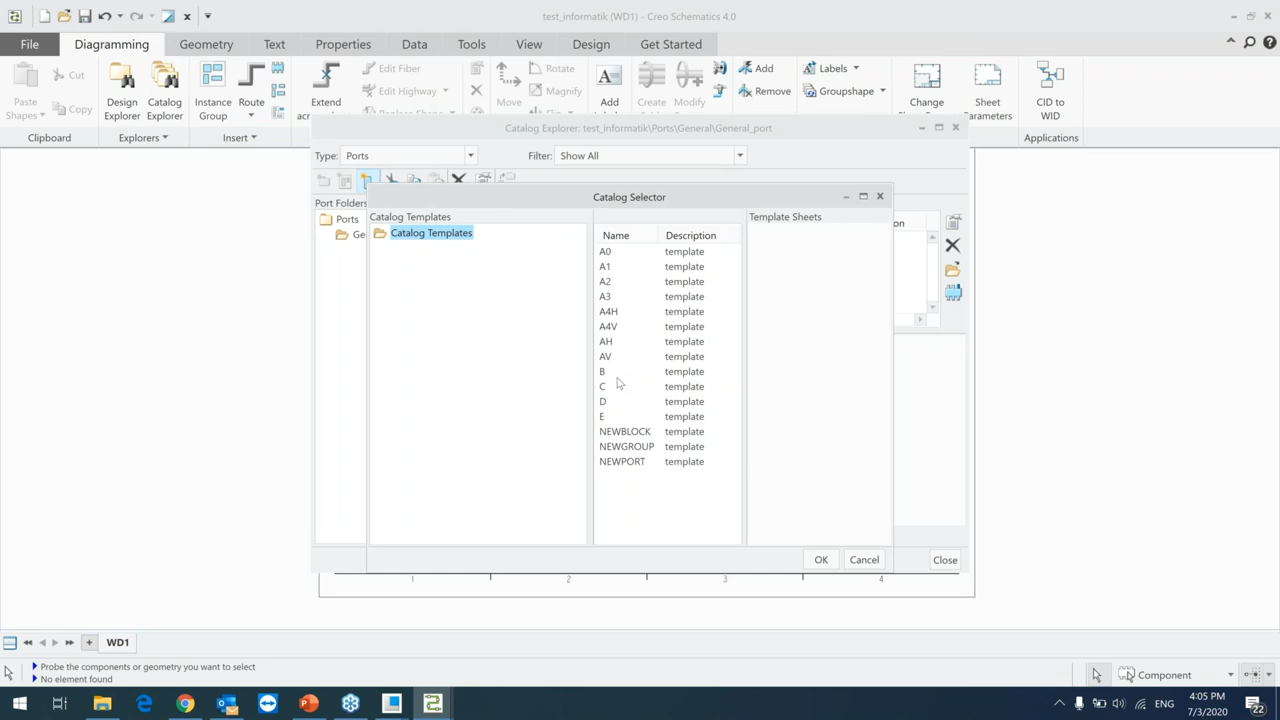 test_informatik (WD1) - Creo Schematics 4.0
File Diagramming Geometry Text Properties Data Tools View Design Get Started
Paste Shapes
Cut
Copy
Clipboard
Design Explorer
Catalog Explorer
Explorers
Instance Group
Route
Insert
Extend
Edit Fiber
Edit Highway
Move
Rotate
Magnify
Add
Create
Modify
Add
Remove
Labels
Groupshape
Change
Sheet Parameters
CID to WID
Applications
Catalog Explorer: test_informatik\Ports\General\General_port
Type: Ports Filter: Show All
Port Folders
Ports
Ge
on
Catalog Selector
Catalog Templates Template Sheets
Catalog Templates
Name Description
A0 template
A1 template
A2 template
A3 template
A4H template
A4V template
AH template
AV template
B template
C template
D template
E template
NEWBLOCK template
NEWGROUP template
NEWPORT template
OK Cancel Close
1 2 3 4
WD1
Probe the components or geometry you want to select
No element found
Component
ENG
4:05 PM
7/3/2020
22